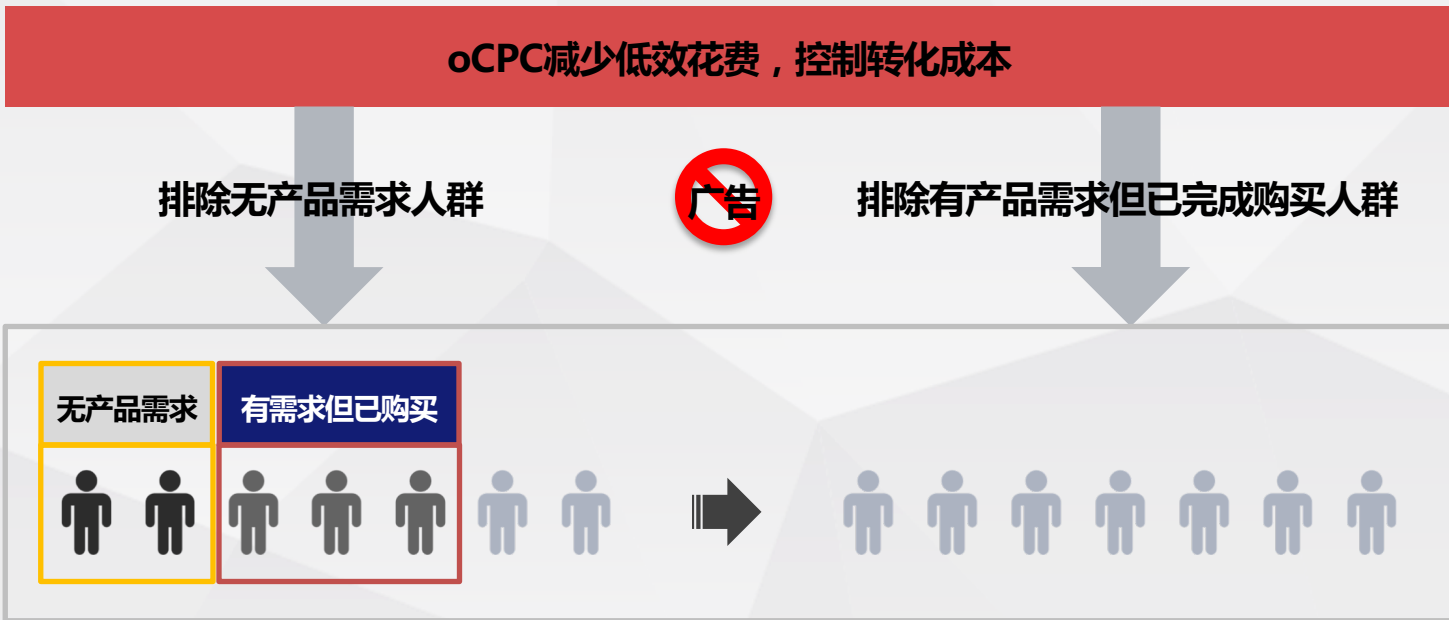 oCPC减少低效花费，控制转化成本
排除无产品需求人群
广告
排除有产品需求但已完成购买人群
无产品需求
有需求但已购买